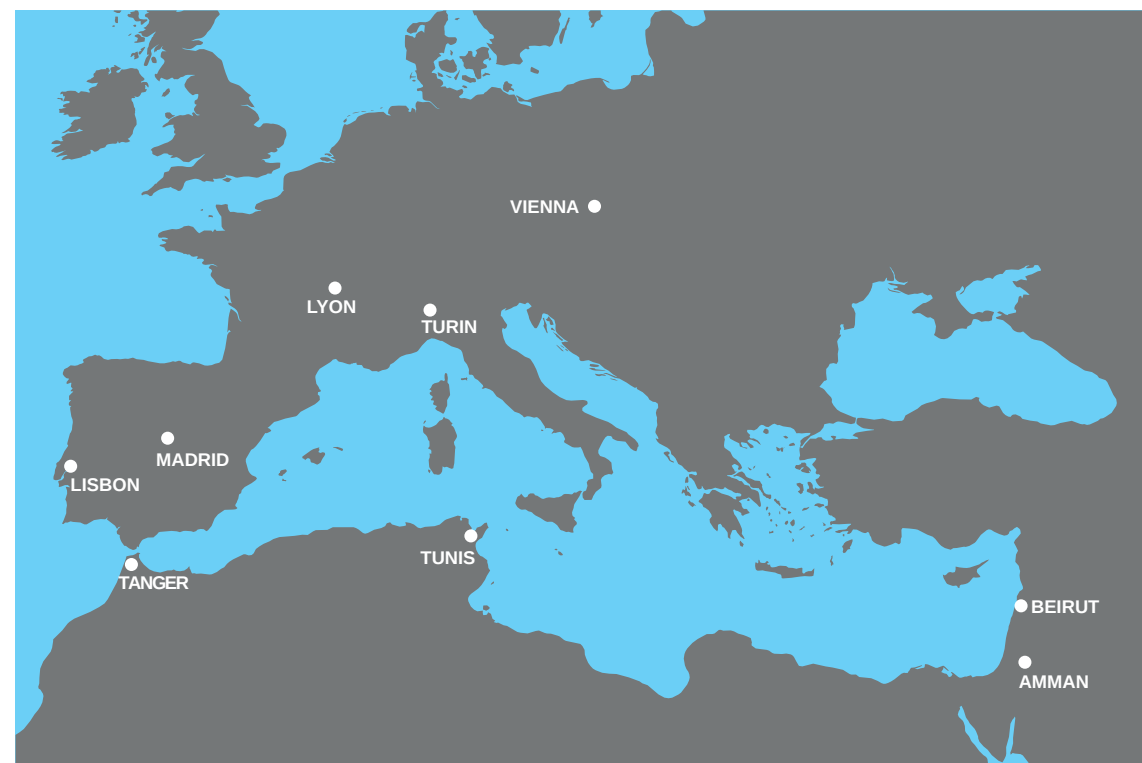 VIENNA
LYON
TURIN
MADRID
LISBON
TUNIS
TANGER
BEIRUT
AMMAN